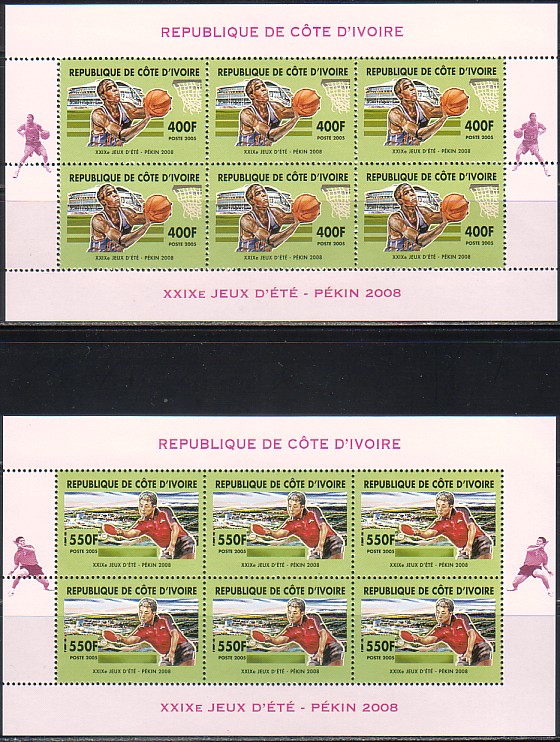 REPUBLIQUE DE CÔTE D'IVOIRE
REPUBLIQUE DE CÔTE D'IVOIRE REPUBLIQUE DE CÔTE D'IVOIRE REPUBLIQUE DE CÔTE D'IVOIRE
400F 400F 400F
POSTE 2005 POSTE 2005 POSTE 2005
XXIXe JEUX D'ÉTÉ - PÉKIN 2008 XXIXe JEUX D'ÉTÉ - PÉKIN 2008 XXIXe JEUX D'ÉTÉ - PÉKIN 2008
REPUBLIQUE DE CÔTE D'IVOIRE REPUBLIQUE DE CÔTE D'IVOIRE REPUBLIQUE DE CÔTE D'IVOIRE
400F 400F 400F
POSTE 2005 POSTE 2005 POSTE 2005
XXIXe JEUX D'ÉTÉ - PÉKIN 2008 XXIXe JEUX D'ÉTÉ - PÉKIN 2008 XXIXe JEUX D'ÉTÉ - PÉKIN 2008
XXIXE JEUX D'ÉTÉ - PÉKIN 2008
REPUBLIQUE DE CÔTE D'IVOIRE
REPUBLIQUE DE CÔTE D'IVOIRE REPUBLIQUE DE CÔTE D'IVOIRE REPUBLIQUE DE CÔTE D'IVOIRE
550F 550F 550F
POSTE 2005 POSTE 2005 POSTE 2005
XXIXe JEUX D'ÉTÉ - PÉKIN 2008 XXIXe JEUX D'ÉTÉ - PÉKIN 2008 XXIXe JEUX D'ÉTÉ - PÉKIN 2008
REPUBLIQUE DE CÔTE D'IVOIRE REPUBLIQUE DE CÔTE D'IVOIRE REPUBLIQUE DE CÔTE D'IVOIRE
550F 550F 550F
POSTE 2005 POSTE 2005 POSTE 2005
XXIXe JEUX D'ÉTÉ - PÉKIN 2008 XXIXe JEUX D'ÉTÉ - PÉKIN 2008 XXIXe JEUX D'ÉTÉ - PÉKIN 2008
XXIXE JEUX D'ÉTÉ - PÉKIN 2008